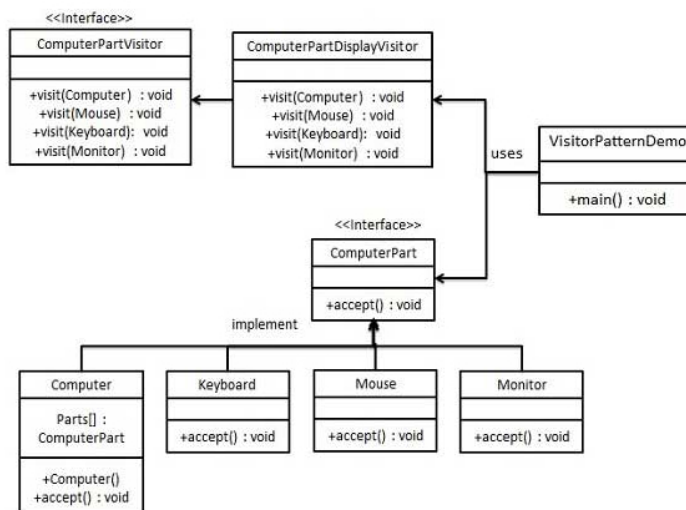 <<Interface>>
ComputerPartVisitor
+visit(Computer) : void
+visit(Mouse) : void
+visit(Keyboard): void
+visit(Monitor) : void
ComputerPartDisplayVisitor
+visit(Computer) : void
+visit(Mouse) : void
+visit(Keyboard): void
+visit(Monitor) : void
uses
VisitorPatternDemo
+main() : void
<<Interface>>
ComputerPart
+accept() : void
implement
Computer
Parts[] :
ComputerPart
+Computer()
+accept() : void
Keyboard
+accept() : void
Mouse
+accept() : void
Monitor
+accept() : void